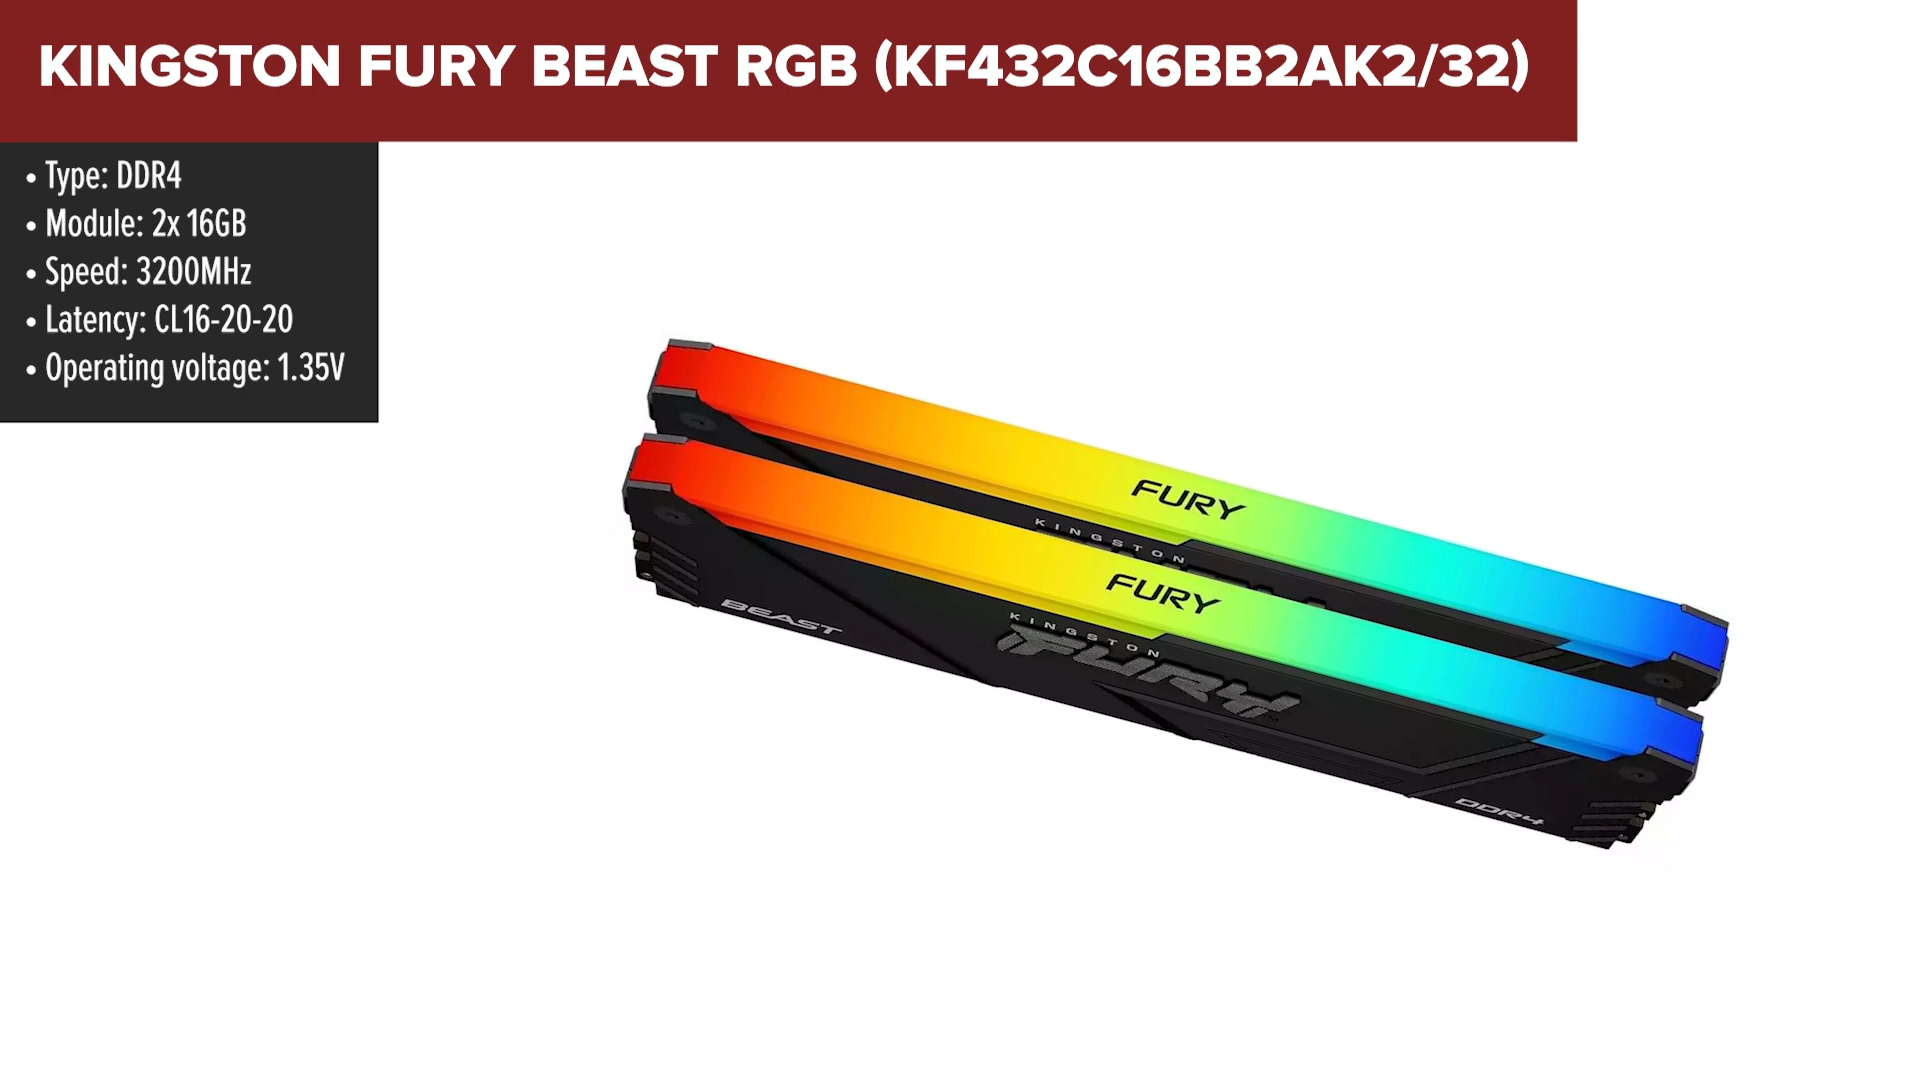 KINGSTON FURY BEAST RGB (KF432C16BB2AK2/32)
• Type: DDR4
• Module: 2x 16GB
• Speed: 3200MHz
• Latency: CL16-20-20
• Operating voltage: 1.35V
FURY
KINGSTON
FURY
KINGSTON
FURY
BEAST
DDR4